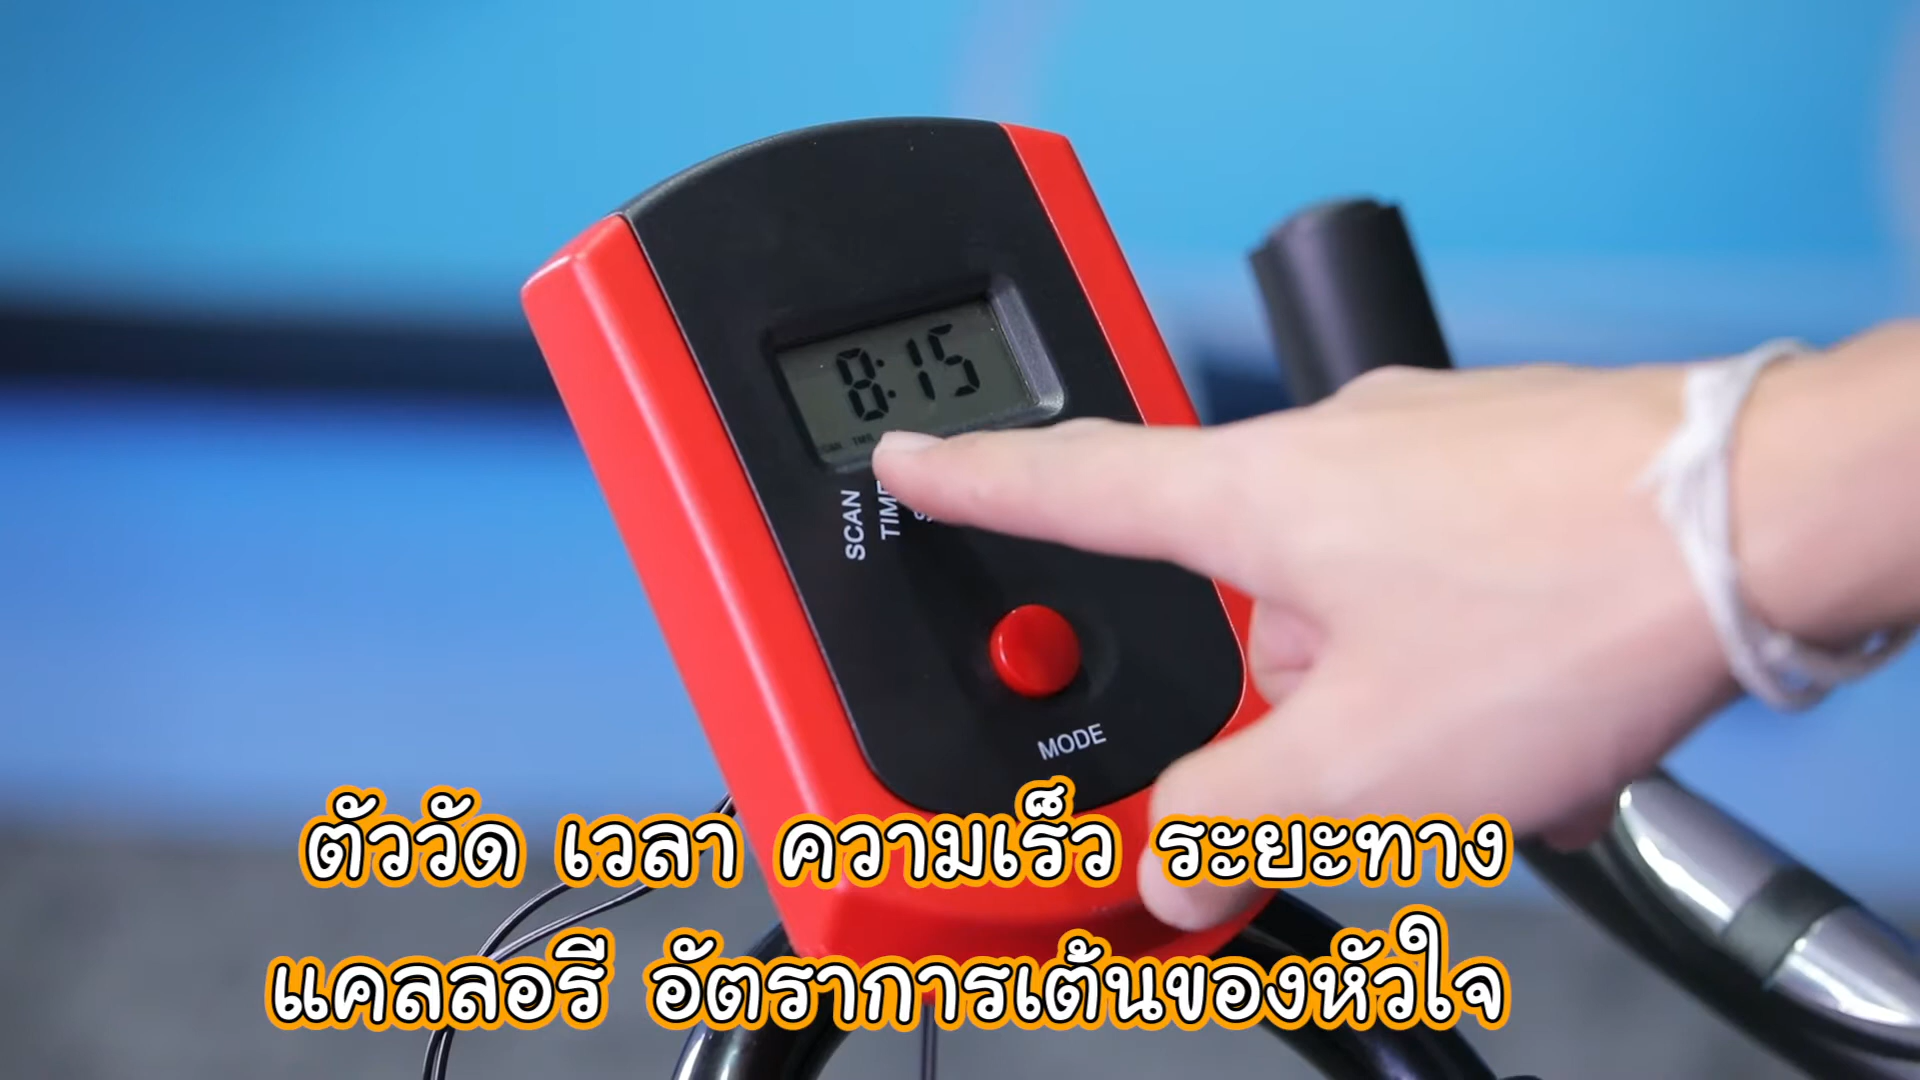 8:15
SCAN
TIME
MODE
ตัววัด เวลา ความเร็ว ระยะทาง
แคลลอรี อัตราการเต้นของหัวใจ